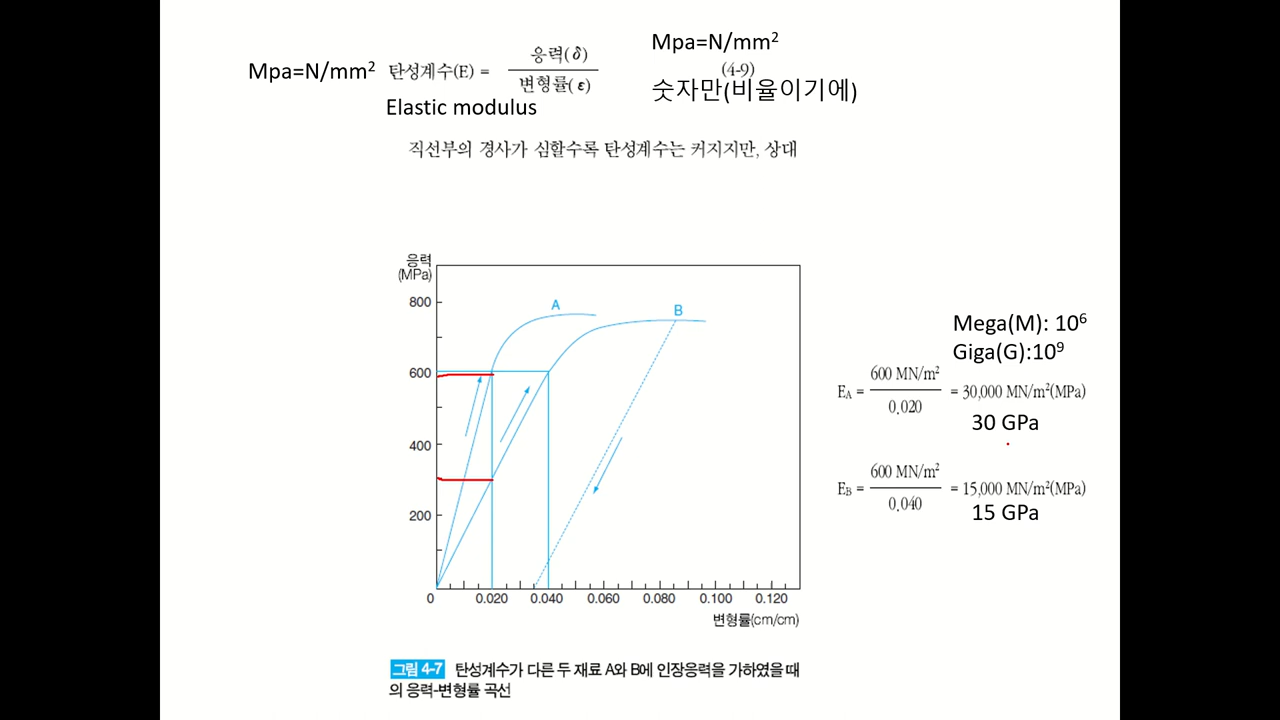 Mpa=N/mm²
Mpa=N/mm² 탄성계수(E) = 응력(δ) / 변형률(ε) (4-9)
숫자만(비율이기에)
Elastic modulus
직선부의 경사가 심할수록 탄성계수는 커지지만, 상대
응력
(MPa)
800
600
400
200
A
B
0 0.020 0.040 0.060 0.080 0.100 0.120
변형률(cm/cm)
Mega(M): 10⁶
Giga(G):10⁹
E_A = 600 MN/m² / 0.020 = 30,000 MN/m²(MPa)
30 GPa
E_B = 600 MN/m² / 0.040 = 15,000 MN/m²(MPa)
15 GPa
그림 4-7 탄성계수가 다른 두 재료 A와 B에 인장응력을 가하였을 때
의 응력-변형률 곡선